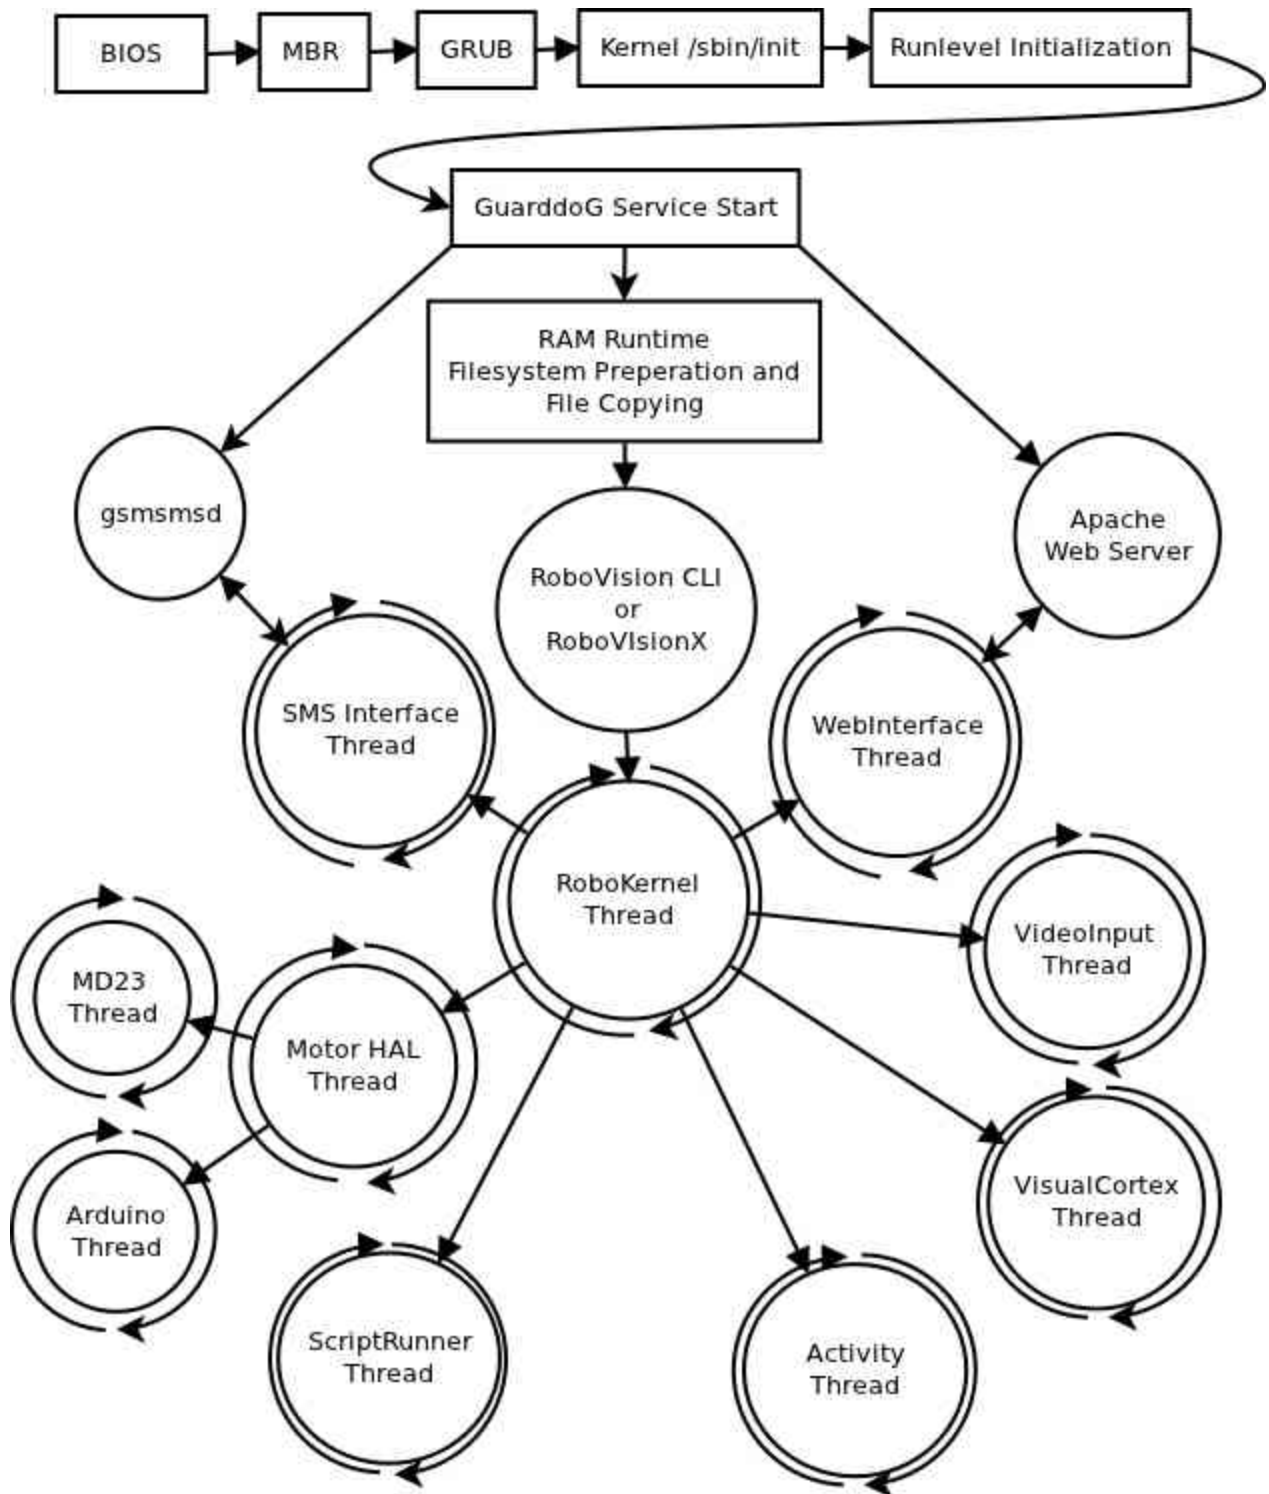 BIOS
MBR
GRUB
Kernel /sbin/init
Runlevel Initialization
GuarddoG Service Start
RAM Runtime
Filesystem Preperation and
File Copying
gsmsmsd
Apache
Web Server
RoboVision CLI
or
RoboVIsionX
SMS Interface
Thread
WebInterface
Thread
RoboKernel
Thread
VideoInput
Thread
MD23
Thread
Motor HAL
Thread
VisualCortex
Thread
Arduino
Thread
ScriptRunner
Thread
Activity
Thread